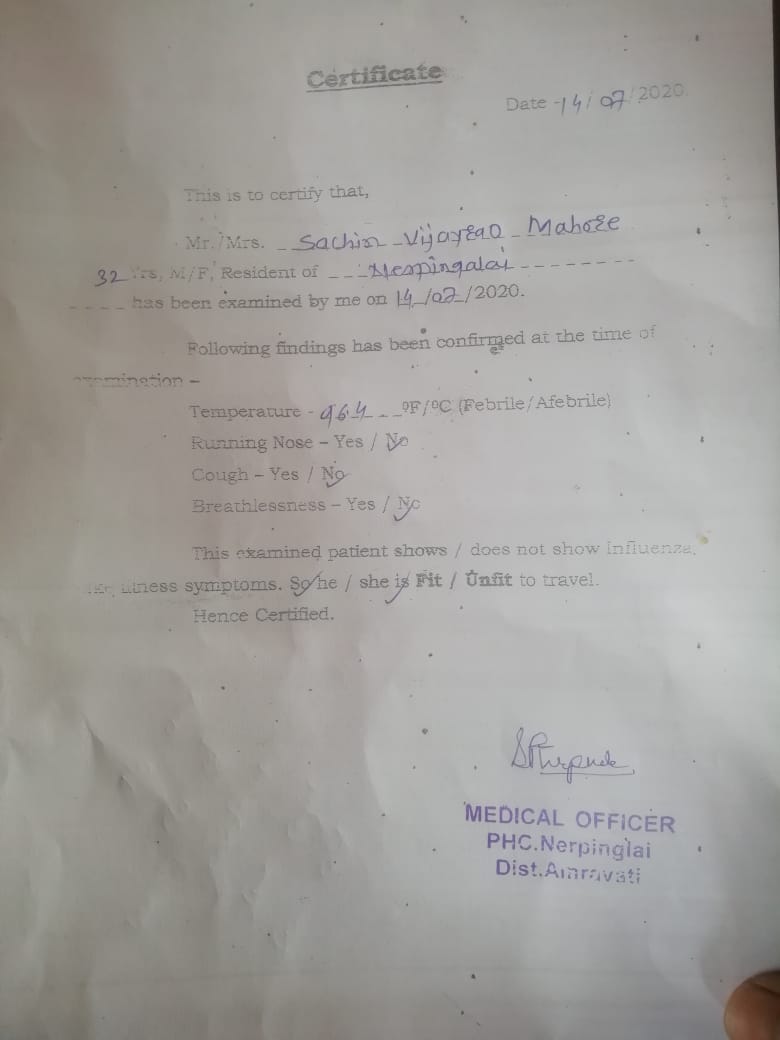 Certificate
Date -14/07/2020.
This is to certify that,
Mr./Mrs. Sachin Vijayrao Mahore
32 Yrs, M/F, Resident of Nerpinglai
has been examined by me on 14/07/2020.
Following findings has been confirmed at the time of
examination –
Temperature - 96.4 ºF/ºC (Febrile/Afebrile)
Running Nose – Yes / No
Cough – Yes / No
Breathlessness – Yes / No
This examined patient shows / does not show influenza
like illness symptoms. So he / she is Fit / Unfit to travel.
Hence Certified.
MEDICAL OFFICER
PHC.Nerpinglai
Dist.Amravati